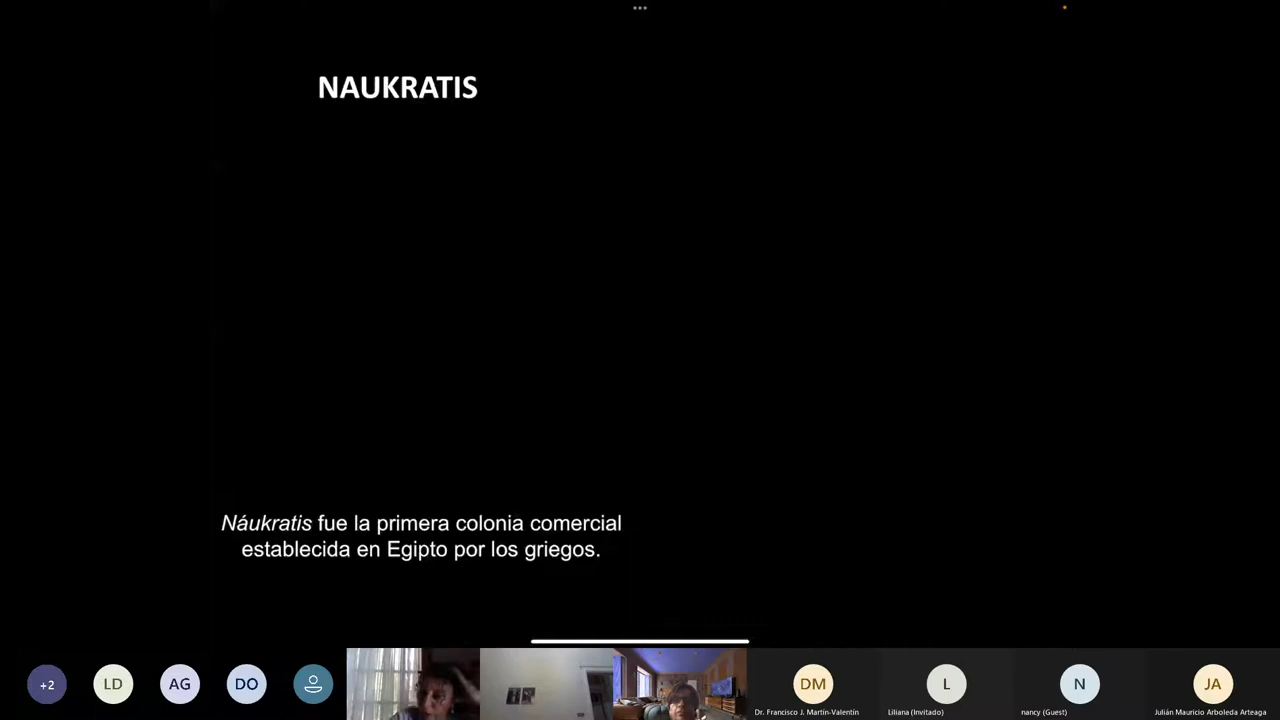 NAUKRATIS
Náukratis fue la primera colonia comercial
establecida en Egipto por los griegos.
+2
LD
AG
DO
DM
Dr. Francisco J. Martín-Valentín
L
Liliana (Invitado)
N
nancy (Guest)
JA
Julián Mauricio Arboleda Arteaga